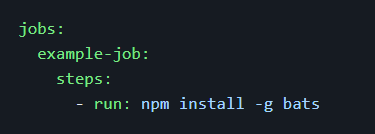 jobs:
  example-job:
    steps:
      - run: npm install -g bats